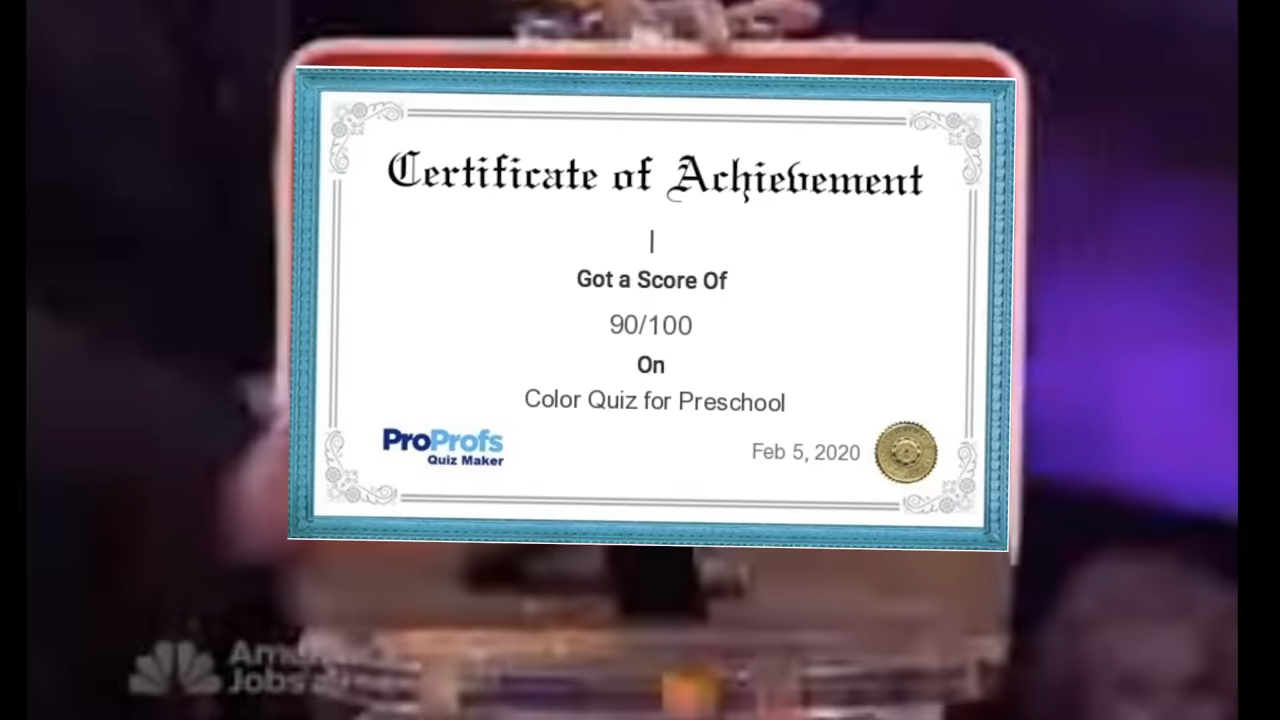 Certificate of Achievement
|
Got a Score Of
90/100
On
Color Quiz for Preschool
ProProfs
Quiz Maker
Feb 5, 2020
Jobs